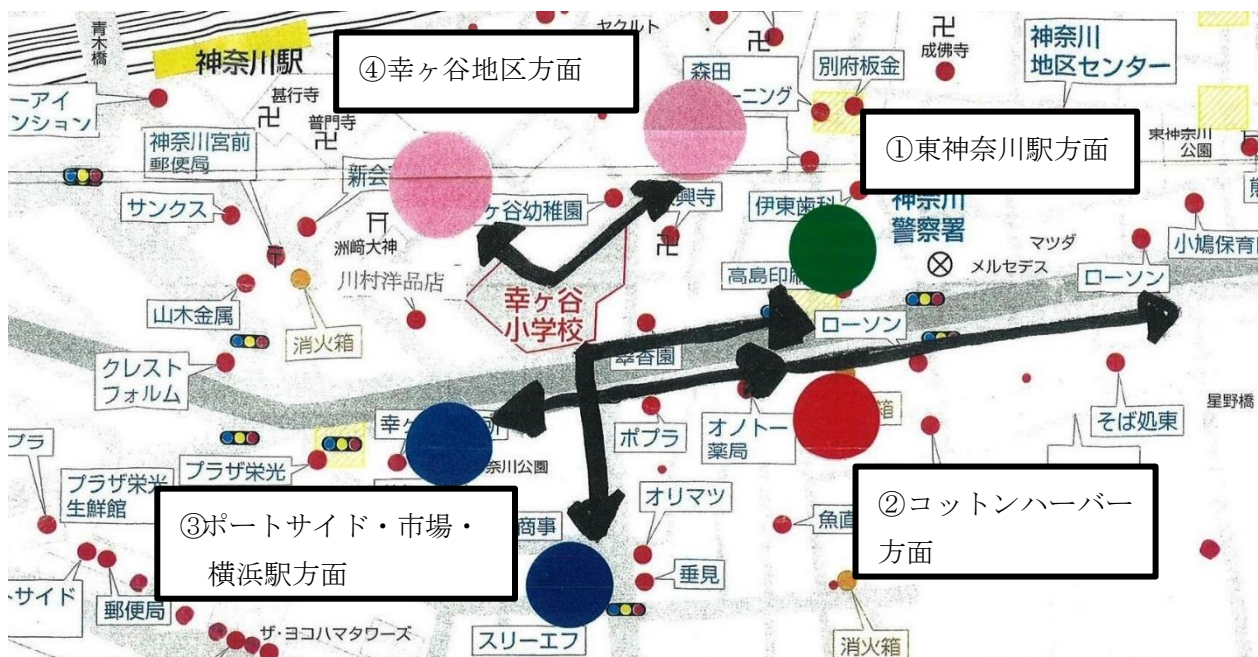 青木橋
神奈川駅
④幸ヶ谷地区方面
ヤクルト
成佛寺
神奈川
地区センター
森田
ーニング
別府板金
ーアイ
ンション
甚行寺
普門寺
神奈川宮前
郵便局
①東神奈川駅方面
東神奈川
公園
サンクス
新会
洲崎大神
ヶ谷幼稚園
興寺
伊東歯科
神奈川
警察署
マツダ
メルセデス
ローソン
小鳩保育
川村洋品店
幸ヶ谷
小学校
高島印刷
山木金属
消火箱
ローソン
翠香園
クレスト
フォルム
幸ヶ
所
ポプラ
オノトー
薬局
箱
そば処東
星野橋
プラ
プラザ栄光
奈川公園
プラザ栄光
生鮮館
③ポートサイド・市場・
横浜駅方面
商事
オリマツ
魚直
②コットンハーバー
方面
サイド
郵便局
垂見
ザ・ヨコハマタワーズ
スリーエフ
消火箱